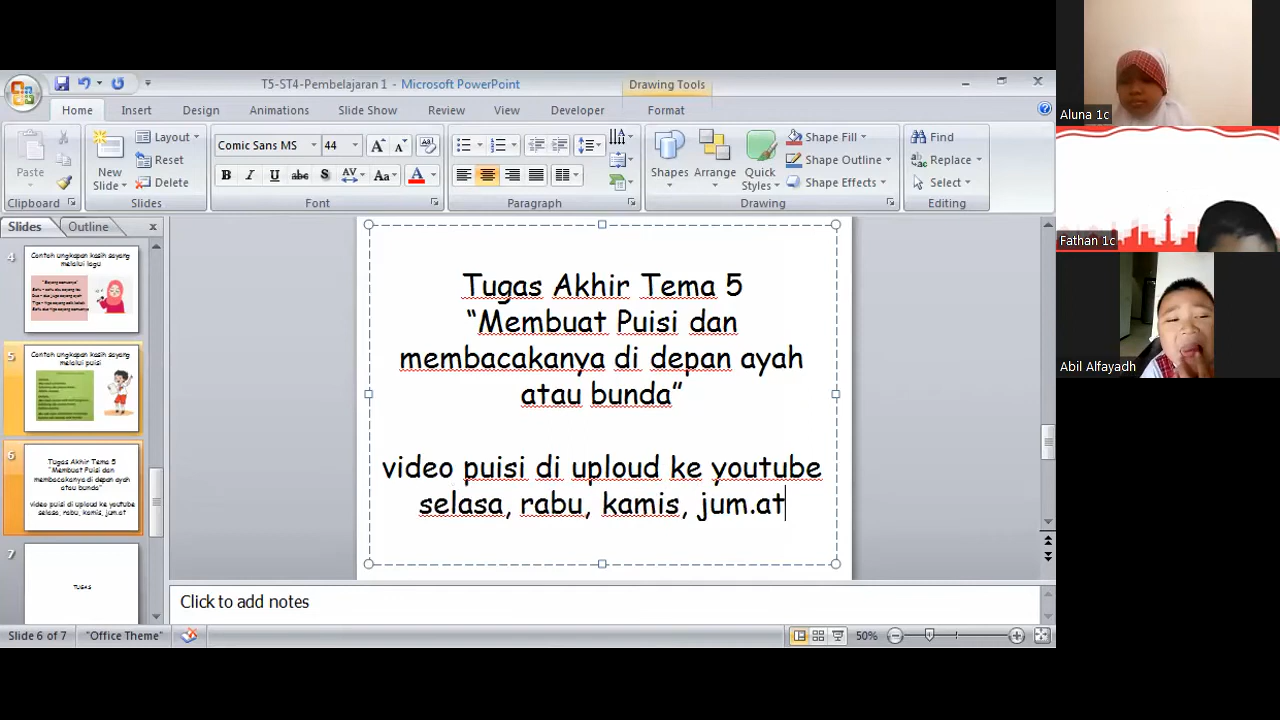 T5-ST4-Pembelajaran 1 - Microsoft PowerPoint
Drawing Tools
Home
Insert
Design
Animations
Slide Show
Review
View
Developer
Format
Paste
Clipboard
New
Slide
Layout
Reset
Delete
Slides
Comic Sans MS
44
Font
Paragraph
Shapes
Arrange
Quick
Styles
Shape Fill
Shape Outline
Shape Effects
Drawing
Find
Replace
Select
Editing
Slides
Outline
4
Contoh ungkapan kasih sayang
melalui lagu
5
Contoh ungkapan kasih sayang
melalui puisi
6
Tugas Akhir Tema 5
“Membuat Puisi dan
membacakanya di depan ayah
atau bunda”
video puisi di uploud ke youtube
selasa, rabu, kamis, jum.at
7
TUGAS
Tugas Akhir Tema 5
“Membuat Puisi dan
membacakanya di depan ayah
atau bunda”
video puisi di uploud ke youtube
selasa, rabu, kamis, jum.at
Click to add notes
Slide 6 of 7
"Office Theme"
50%
Aluna 1c
Fathan 1c
Abil Alfayadh